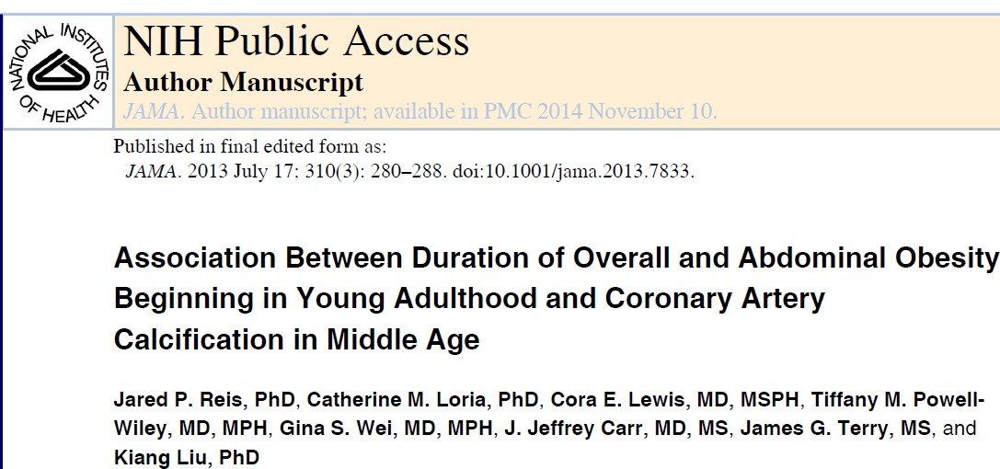 NATIONAL INSTITUTES OF HEALTH
NIH Public Access
Author Manuscript
JAMA. Author manuscript; available in PMC 2014 November 10.
Published in final edited form as:
JAMA. 2013 July 17; 310(3): 280–288. doi:10.1001/jama.2013.7833.
Association Between Duration of Overall and Abdominal Obesity
Beginning in Young Adulthood and Coronary Artery
Calcification in Middle Age
Jared P. Reis, PhD, Catherine M. Loria, PhD, Cora E. Lewis, MD, MSPH, Tiffany M. Powell-
Wiley, MD, MPH, Gina S. Wei, MD, MPH, J. Jeffrey Carr, MD, MS, James G. Terry, MS, and
Kiang Liu, PhD